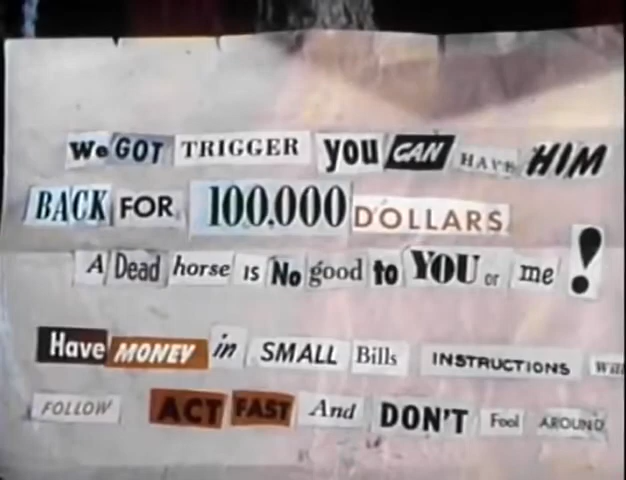 We GOT TRIGGER you CAN HAVE HIM
BACK FOR 100.000 DOLLARS
A Dead horse is No good to YOU or me !
Have MONEY in SMALL Bills INSTRUCTIONS Will
FOLLOW ACT FAST And DON'T Fool AROUND